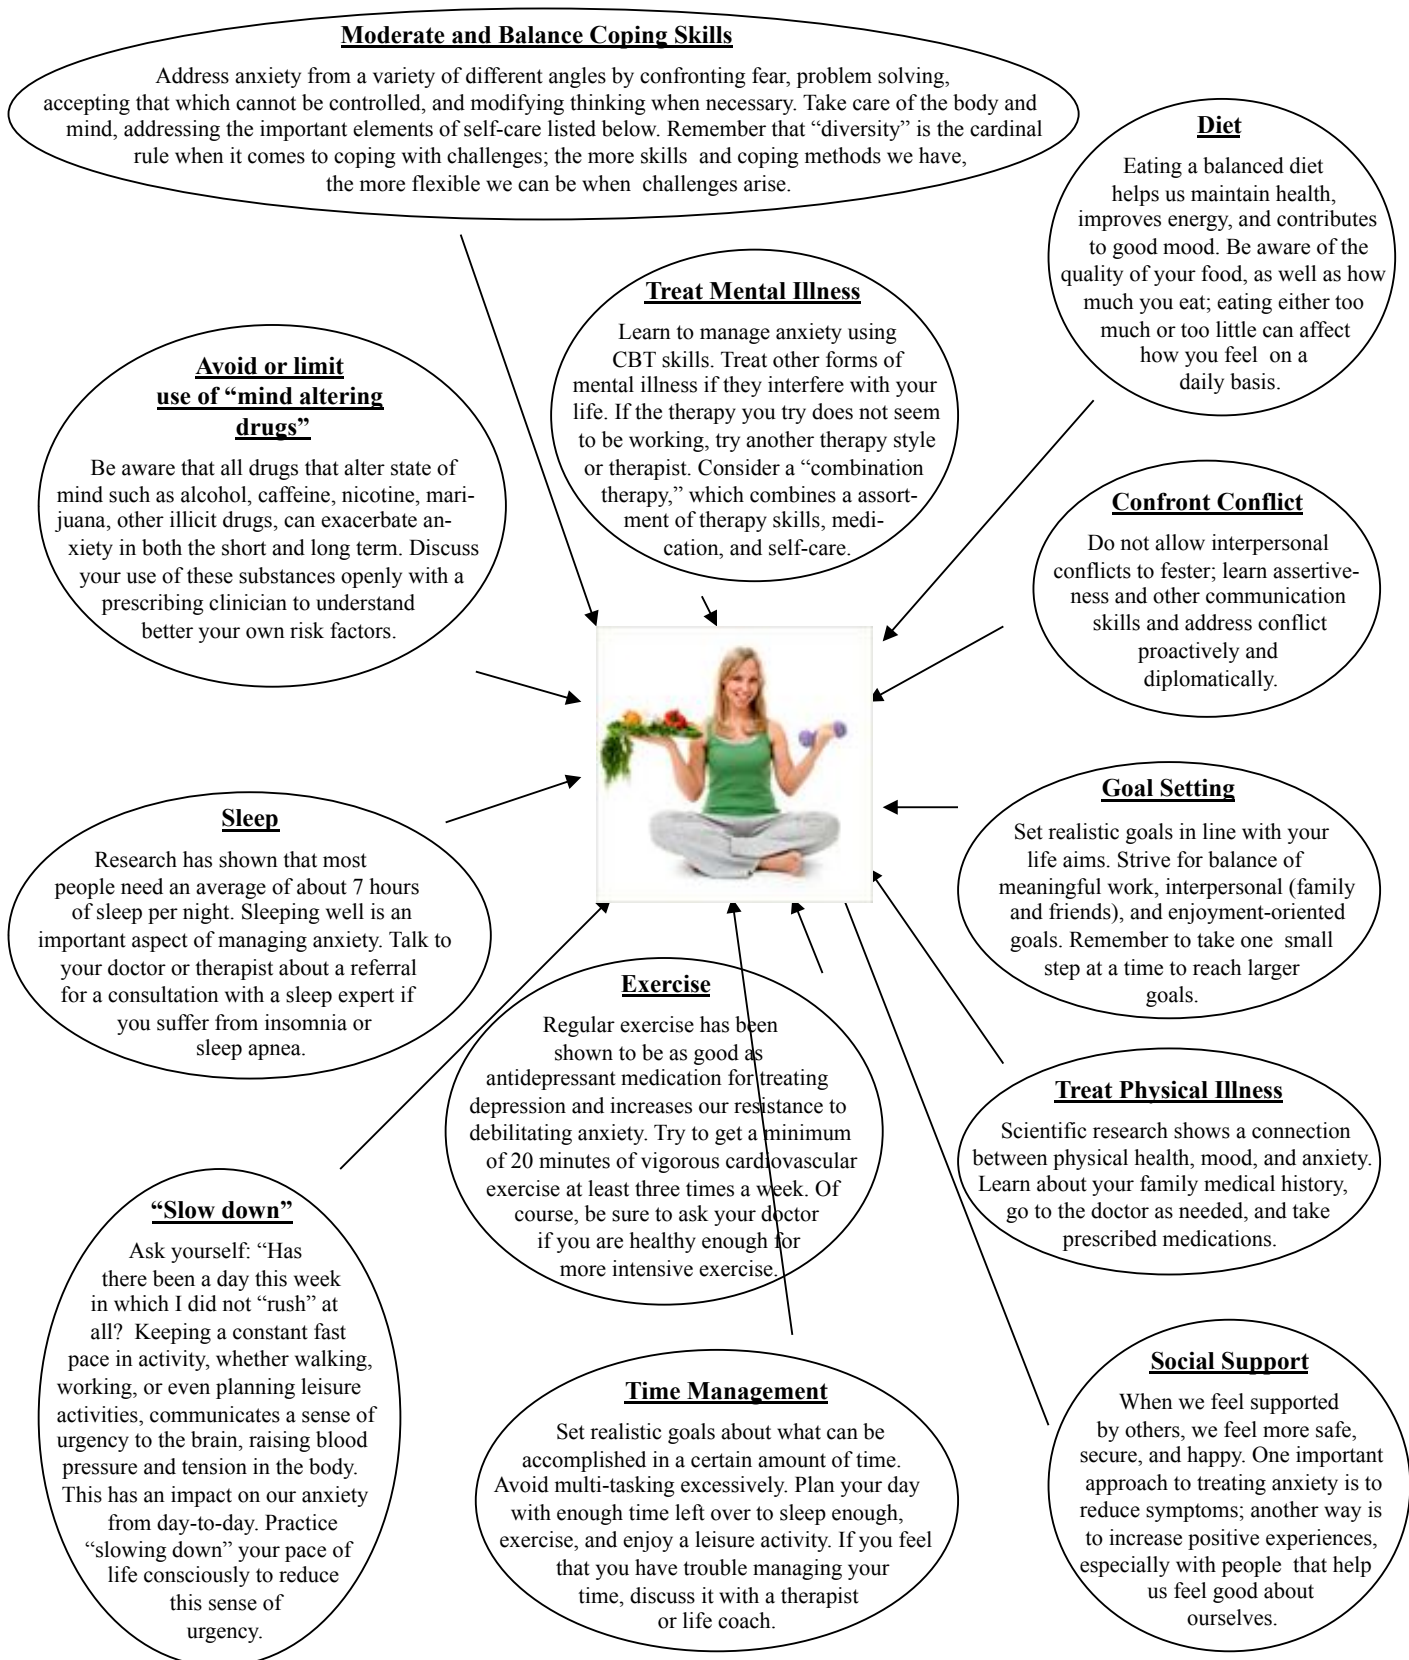 Moderate and Balance Coping Skills
Address anxiety from a variety of different angles by confronting fear, problem solving,
accepting that which cannot be controlled, and modifying thinking when necessary. Take care of the body and
mind, addressing the important elements of self-care listed below. Remember that “diversity” is the cardinal
rule when it comes to coping with challenges; the more skills and coping methods we have,
the more flexible we can be when challenges arise.
Diet
Eating a balanced diet
helps us maintain health,
improves energy, and contributes
to good mood. Be aware of the
quality of your food, as well as how
much you eat; eating either too
much or too little can affect
how you feel on a
daily basis.
Treat Mental Illness
Learn to manage anxiety using
CBT skills. Treat other forms of
mental illness if they interfere with your
life. If the therapy you try does not seem
to be working, try another therapy style
or therapist. Consider a “combination
therapy,” which combines a assort-
ment of therapy skills, medi-
cation, and self-care.
Avoid or limit
use of “mind altering
drugs”
Be aware that all drugs that alter state of
mind such as alcohol, caffeine, nicotine, mari-
juana, other illicit drugs, can exacerbate an-
xiety in both the short and long term. Discuss
your use of these substances openly with a
prescribing clinician to understand
better your own risk factors.
Confront Conflict
Do not allow interpersonal
conflicts to fester; learn assertive-
ness and other communication
skills and address conflict
proactively and
diplomatically.
Sleep
Research has shown that most
people need an average of about 7 hours
of sleep per night. Sleeping well is an
important aspect of managing anxiety. Talk to
your doctor or therapist about a referral
for a consultation with a sleep expert if
you suffer from insomnia or
sleep apnea.
Goal Setting
Set realistic goals in line with your
life aims. Strive for balance of
meaningful work, interpersonal (family
and friends), and enjoyment-oriented
goals. Remember to take one small
step at a time to reach larger
goals.
Exercise
Regular exercise has been
shown to be as good as
antidepressant medication for treating
depression and increases our resistance to
debilitating anxiety. Try to get a minimum
of 20 minutes of vigorous cardiovascular
exercise at least three times a week. Of
course, be sure to ask your doctor
if you are healthy enough for
more intensive exercise.
Treat Physical Illness
Scientific research shows a connection
between physical health, mood, and anxiety.
Learn about your family medical history,
go to the doctor as needed, and take
prescribed medications.
“Slow down”
Ask yourself: “Has
there been a day this week
in which I did not “rush” at
all? Keeping a constant fast
pace in activity, whether walking,
working, or even planning leisure
activities, communicates a sense of
urgency to the brain, raising blood
pressure and tension in the body.
This has an impact on our anxiety
from day-to-day. Practice
“slowing down” your pace of
life consciously to reduce
this sense of
urgency.
Time Management
Set realistic goals about what can be
accomplished in a certain amount of time.
Avoid multi-tasking excessively. Plan your day
with enough time left over to sleep enough,
exercise, and enjoy a leisure activity. If you feel
that you have trouble managing your
time, discuss it with a therapist
or life coach.
Social Support
When we feel supported
by others, we feel more safe,
secure, and happy. One important
approach to treating anxiety is to
reduce symptoms; another way is
to increase positive experiences,
especially with people that help
us feel good about
ourselves.